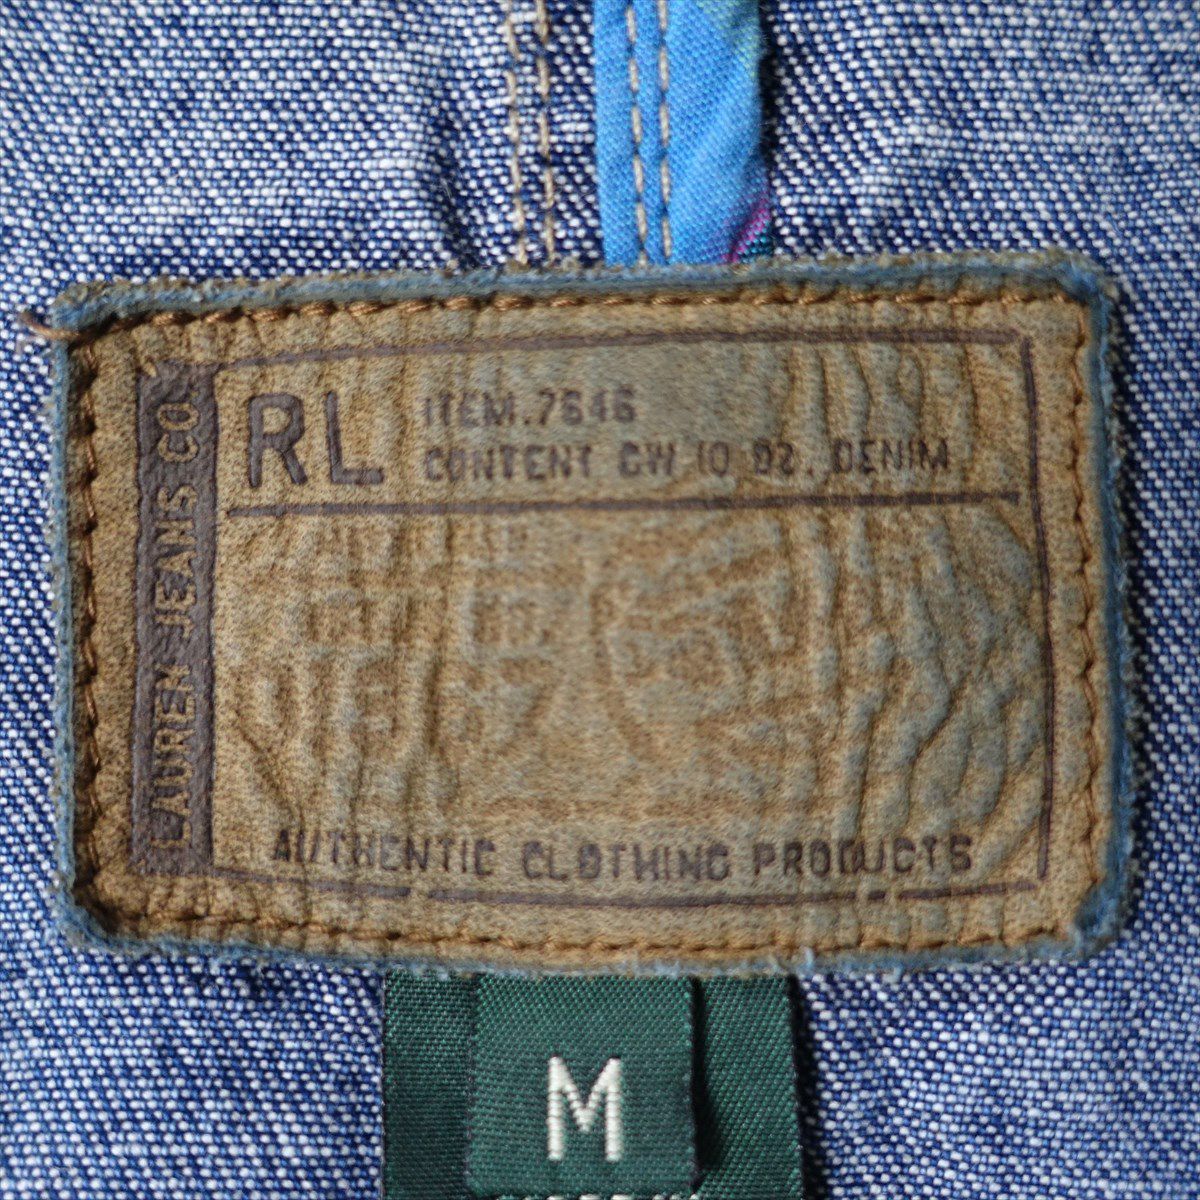 LAUREN JEANS CO.
RL
ITEM.7646
CONTENT CW 10 OZ. DENIM
AUTHENTIC CLOTHING PRODUCTS
M